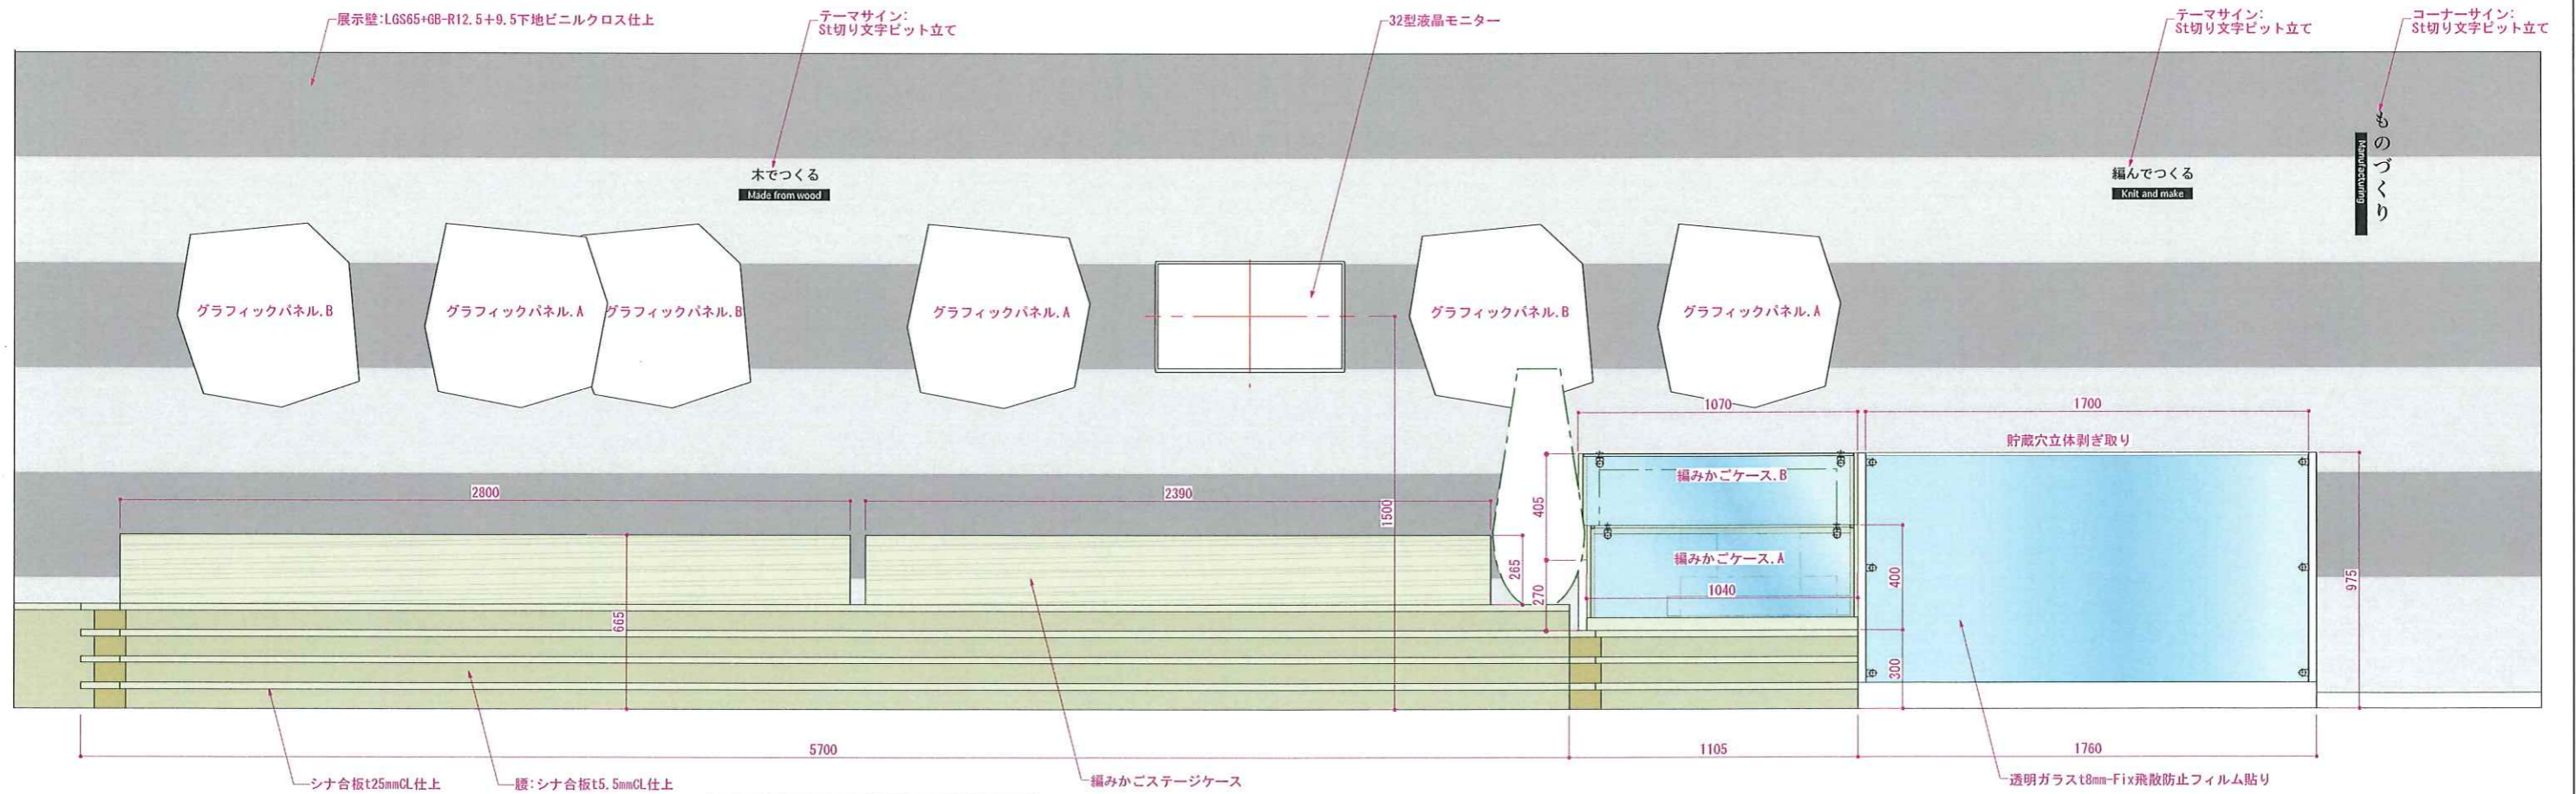 展示壁:LGS65+GB-R12.5+9.5下地ビニルクロス仕上
テーマサイン:
St切り文字ピット立て
32型液晶モニター
テーマサイン:
St切り文字ピット立て
コーナーサイン:
St切り文字ピット立て
ものづくり
Manufacturing
木でつくる
Made from wood
編んでつくる
Knit and make
グラフィックパネル.B
グラフィックパネル.A
グラフィックパネル.B
グラフィックパネル.A
グラフィックパネル.B
グラフィックパネル.A
1070
1700
貯蔵穴立体剥ぎ取り
編みかごケース.B
2800
2390
1500
405
265
270
編みかごケース.A
1040
400
300
975
665
5700
1105
1760
シナ合板t25mmCL仕上
腰:シナ合板t5.5mmCL仕上
編みかごステージケース
透明ガラスt8mm-Fix飛散防止フィルム貼り